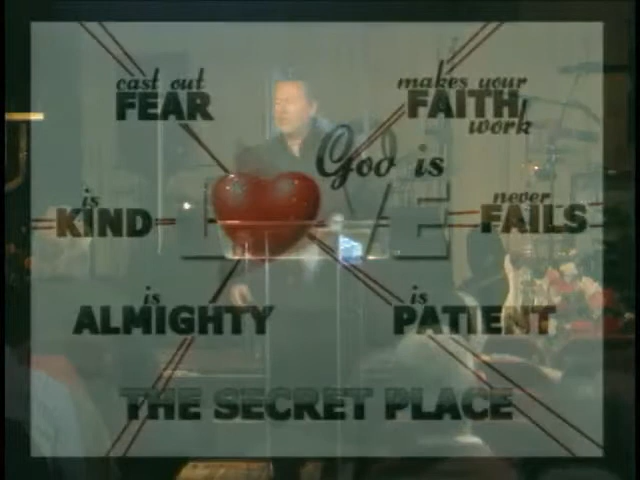 cast out
FEAR
makes your
FAITH
work
God is
LOVE
is
KIND
never
FAILS
is
ALMIGHTY
is
PATIENT
THE SECRET PLACE